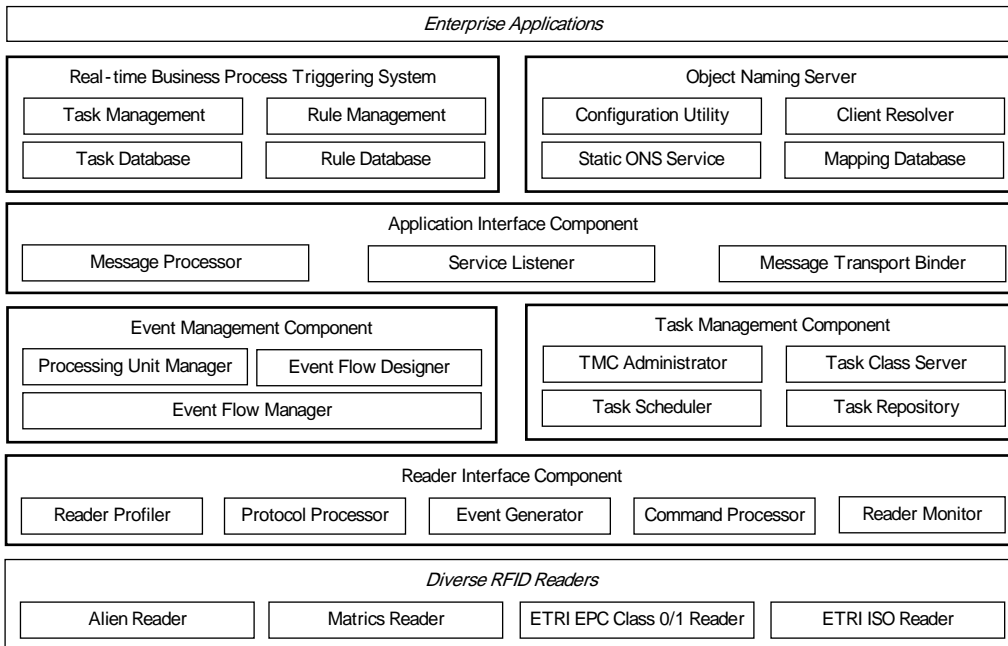 Enterprise Applications
Real-time Business Process Triggering System
Task Management
Rule Management
Task Database
Rule Database
Object Naming Server
Configuration Utility
Client Resolver
Static ONS Service
Mapping Database
Application Interface Component
Message Processor
Service Listener
Message Transport Binder
Event Management Component
Processing Unit Manager
Event Flow Designer
Event Flow Manager
Task Management Component
TMC Administrator
Task Class Server
Task Scheduler
Task Repository
Reader Interface Component
Reader Profiler
Protocol Processor
Event Generator
Command Processor
Reader Monitor
Diverse RFID Readers
Alien Reader
Matrics Reader
ETRI EPC Class 0/1 Reader
ETRI ISO Reader